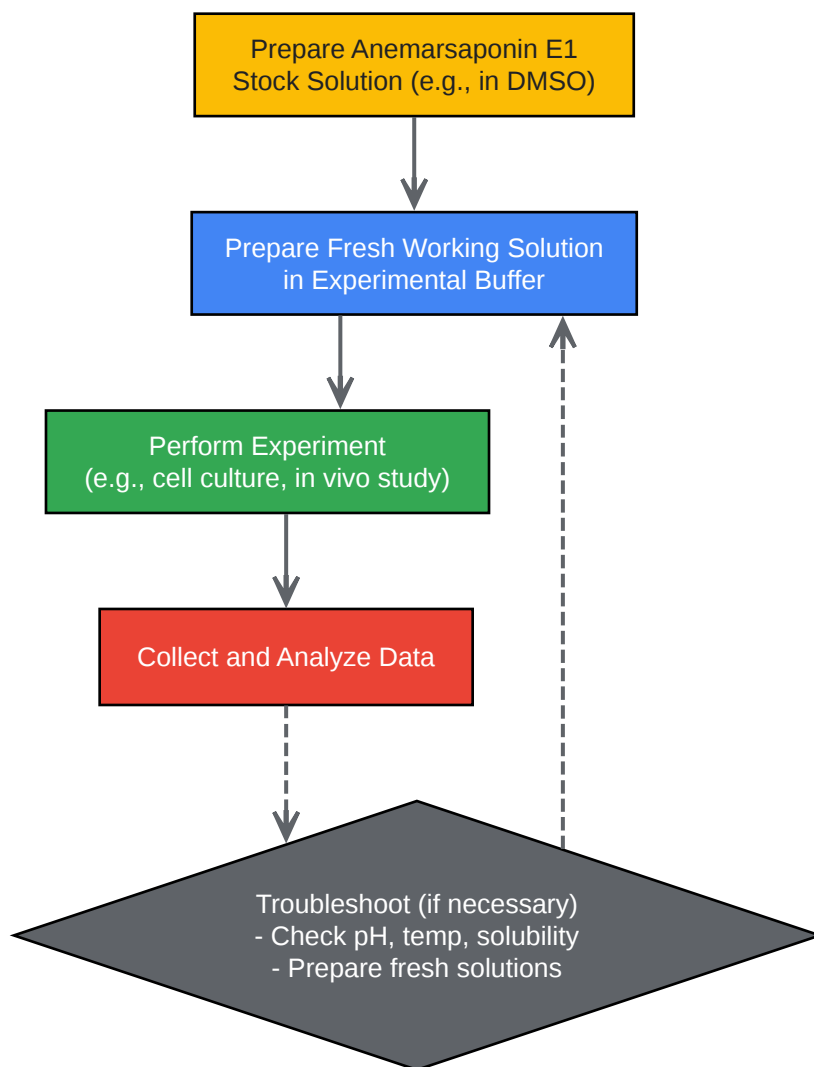 Prepare Anemarsaponin E1
Stock Solution (e.g., in DMSO)
Prepare Fresh Working Solution
in Experimental Buffer
Perform Experiment
(e.g., cell culture, in vivo study)
Collect and Analyze Data
Troubleshoot (if necessary)
- Check pH, temp, solubility
- Prepare fresh solutions